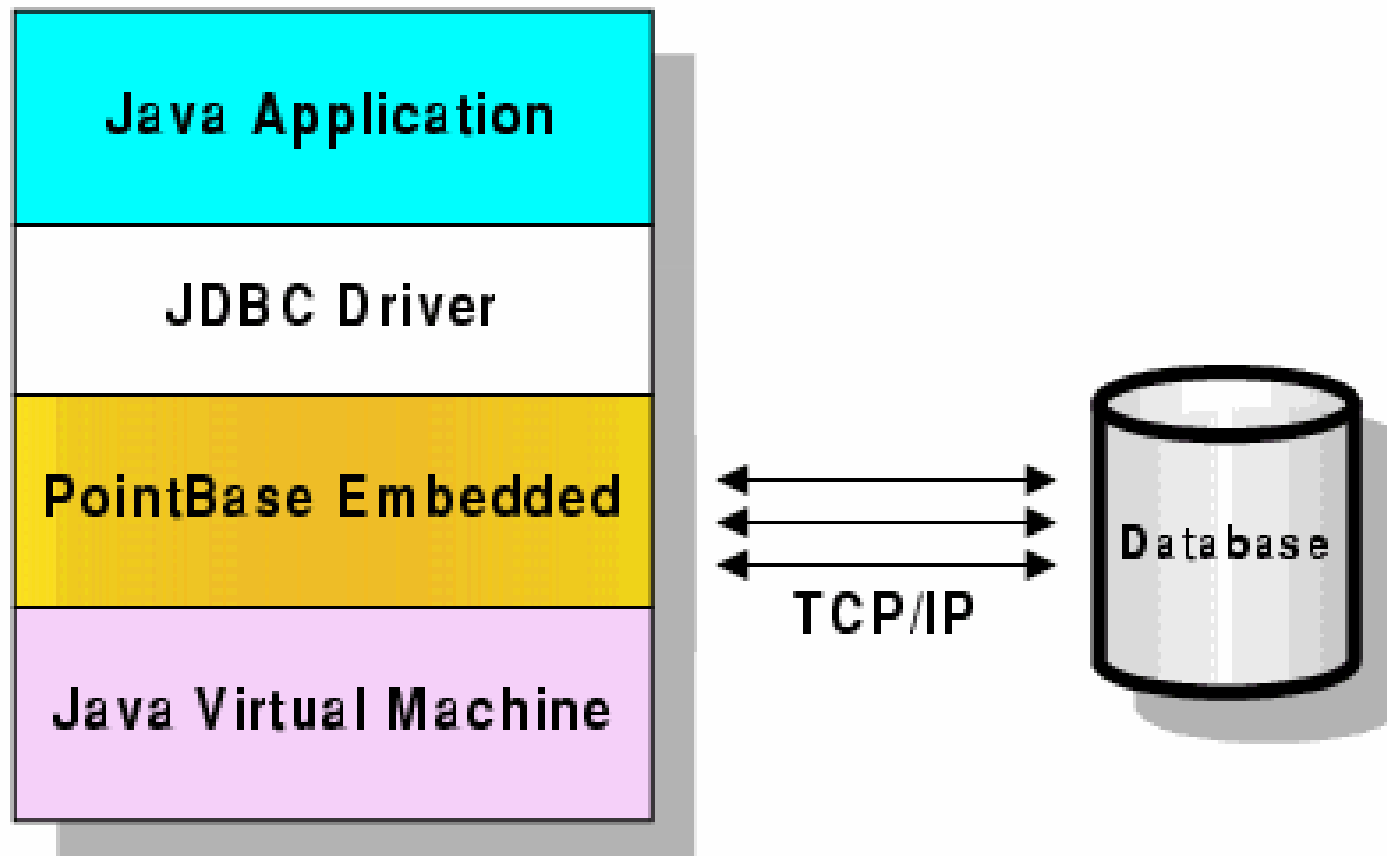 Java Application
JDBC Driver
PointBase Embedded
Java Virtual Machine
TCP/IP
Database